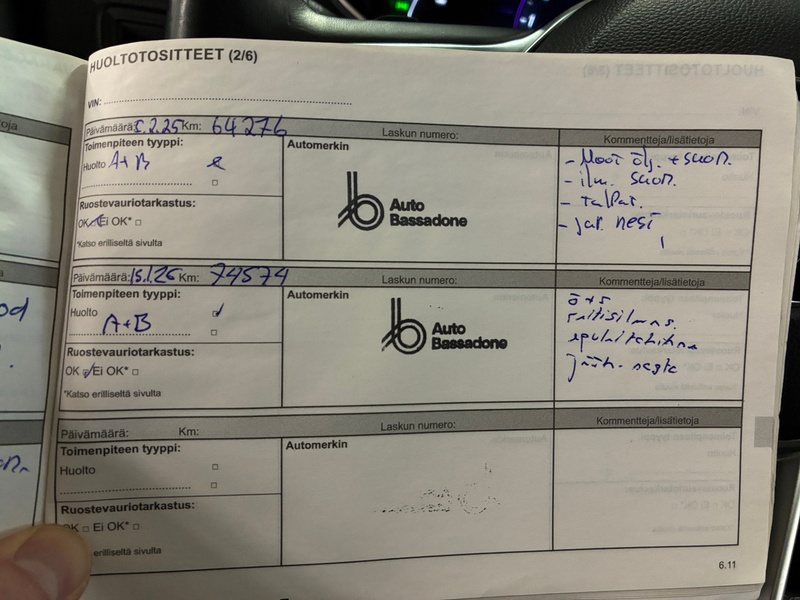 HUOLTOTOSITTEET (2/6)
VIN:
Päivämäärä: 2.25 Km: 64276
Laskun numero:
Kommentteja/lisätietoja
Toimenpiteen tyyppi:
Huolto A+B
Automerkin
Auto
Bassadone
- Moot. ölj. + suod.
- ilm. suod.
- jar. nest
Ruostevauriotarkastus:
OK Ei OK*
*Katso erilliseltä sivulta
Päivämäärä: 15.1.26 Km: 74574
Laskun numero:
Kommentteja/lisätietoja
Toimenpiteen tyyppi:
Huolto
A+B
Automerkin
Auto
Bassadone
ö+s
Ruostevauriotarkastus:
OK Ei OK*
*Katso erilliseltä sivulta
Päivämäärä: Km:
Laskun numero:
Kommentteja/lisätietoja
Toimenpiteen tyyppi:
Huolto
Automerkin
Ruostevauriotarkastus:
OK Ei OK*
erilliseltä sivulta
6.11